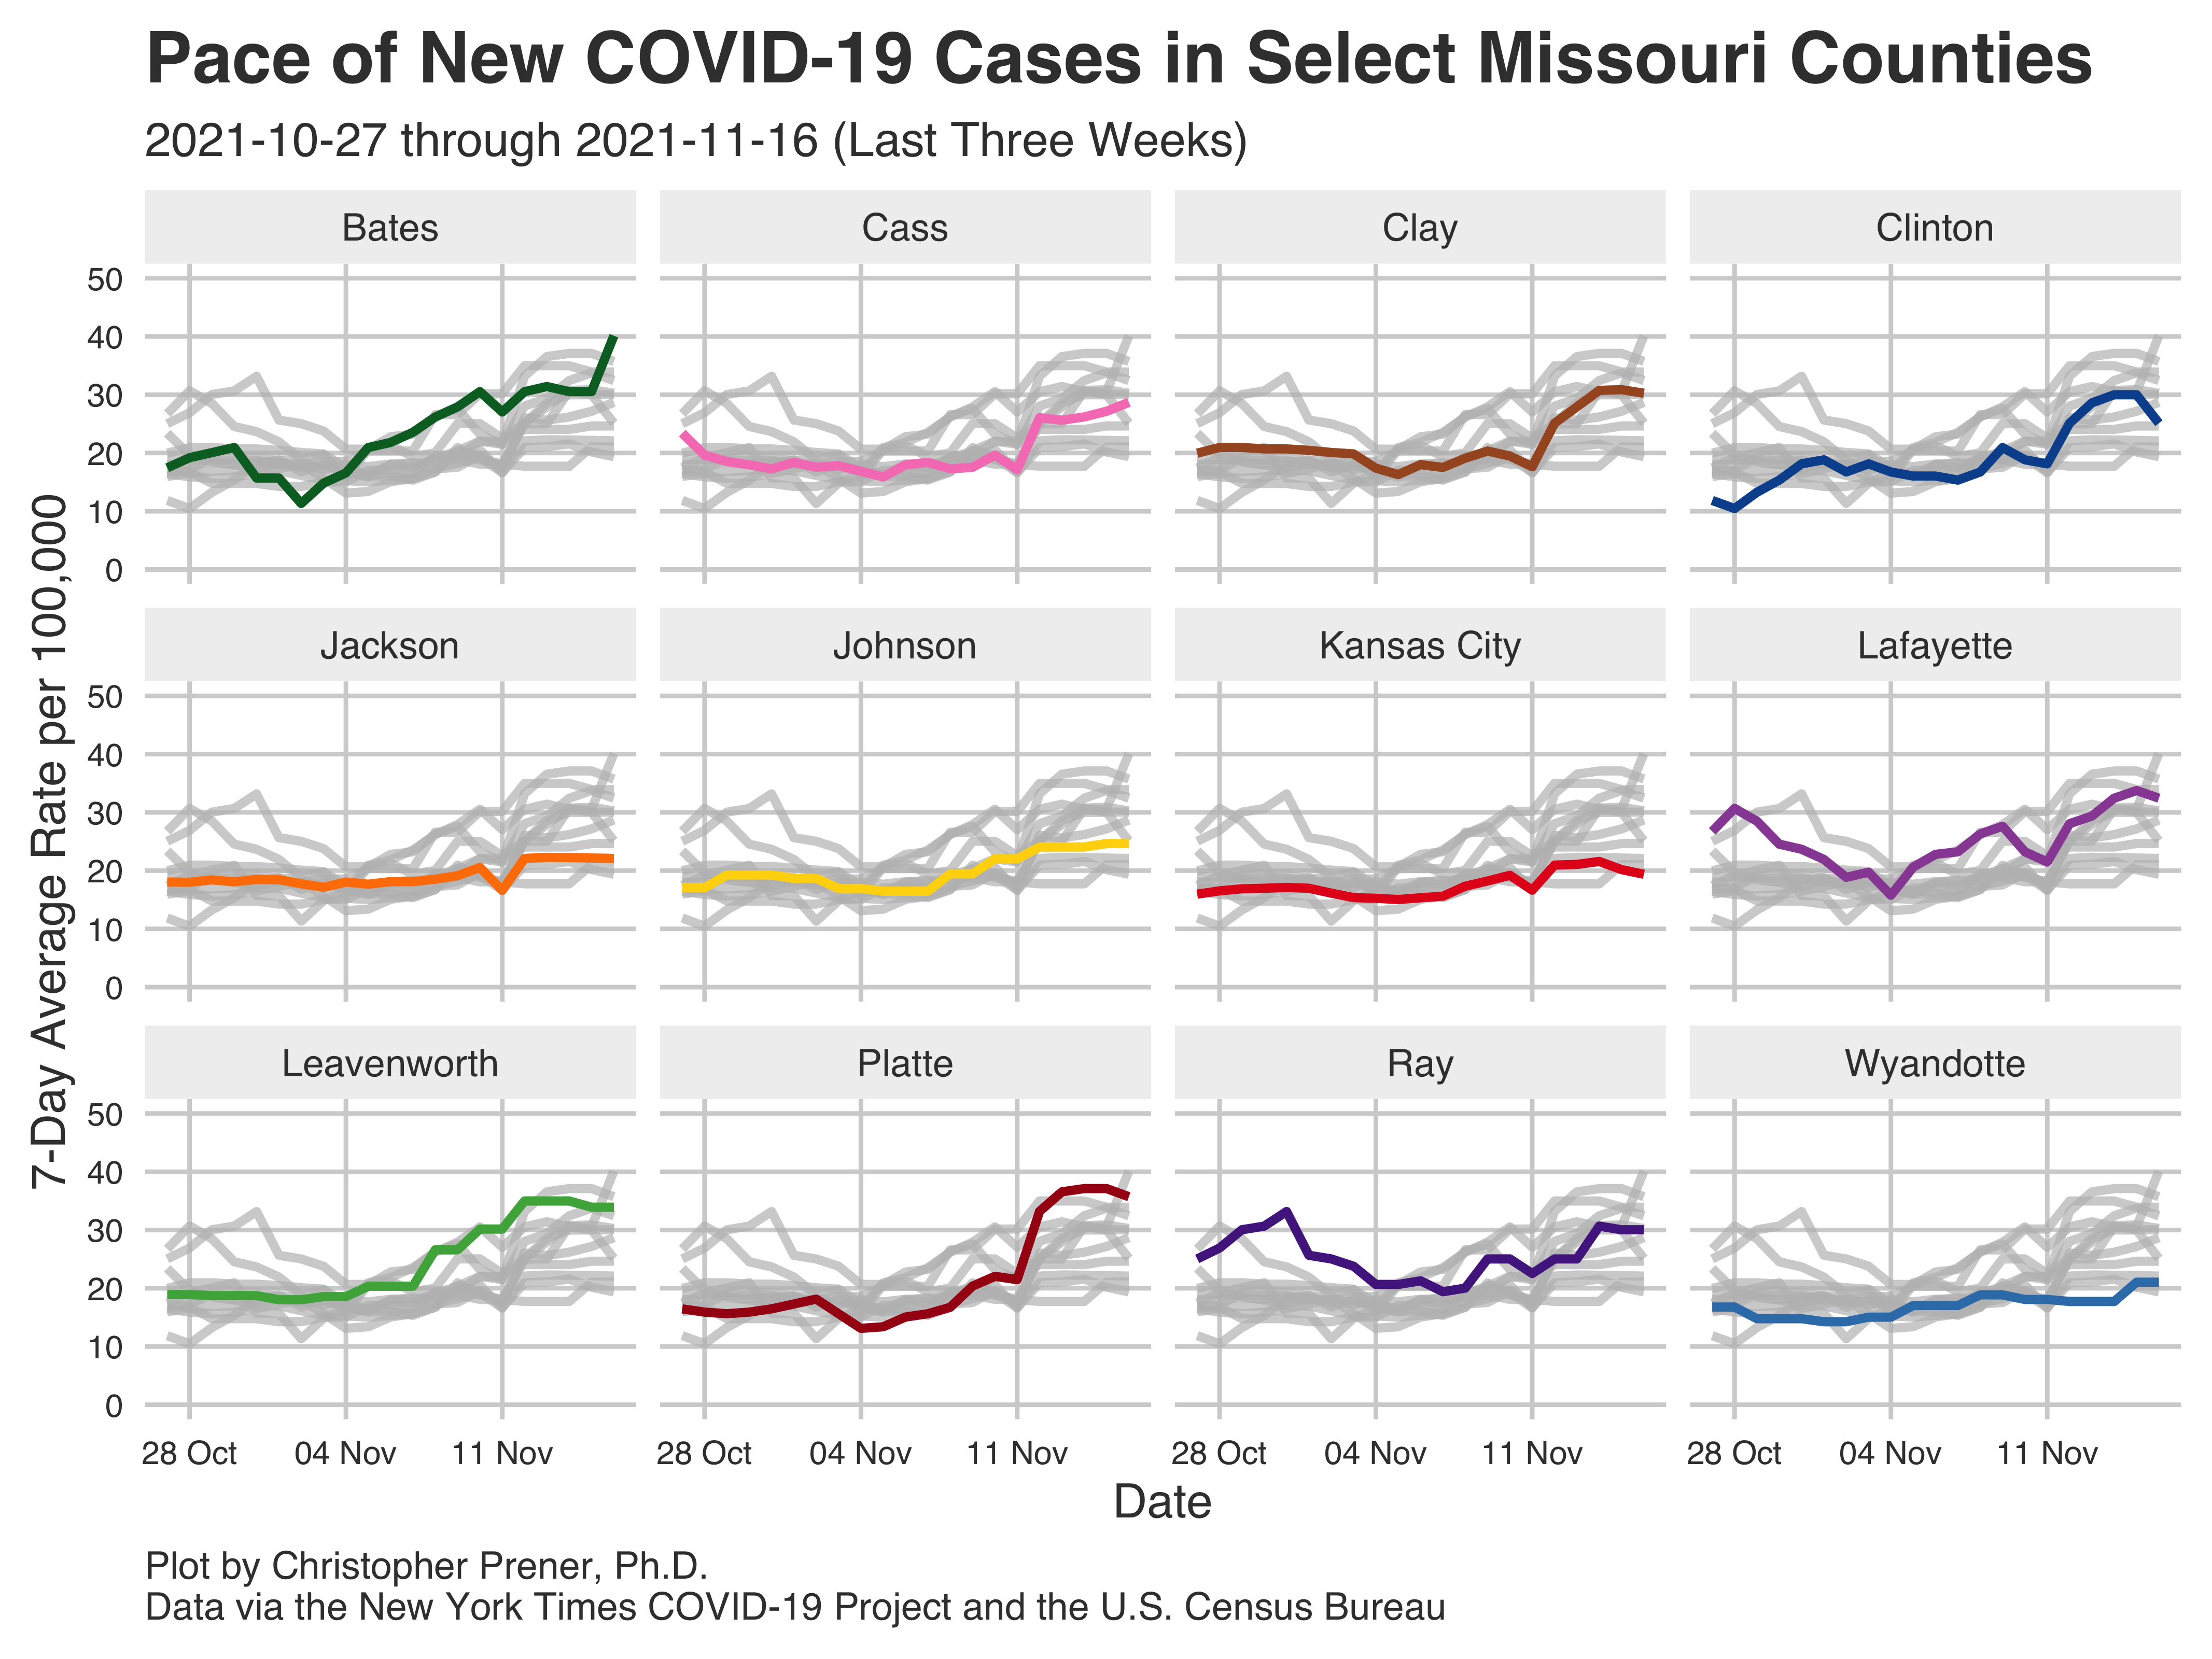 Pace of New COVID-19 Cases in Select Missouri Counties
2021-10-27 through 2021-11-16 (Last Three Weeks)
7-Day Average Rate per 100,000
Bates
Cass
Clay
Clinton
50
40
30
20
10
0
Jackson
Johnson
Kansas City
Lafayette
50
40
30
20
10
0
Leavenworth
Platte
Ray
Wyandotte
50
40
30
20
10
0
28 Oct 04 Nov 11 Nov
28 Oct 04 Nov 11 Nov
28 Oct 04 Nov 11 Nov
28 Oct 04 Nov 11 Nov
Date
Plot by Christopher Prener, Ph.D.
Data via the New York Times COVID-19 Project and the U.S. Census Bureau